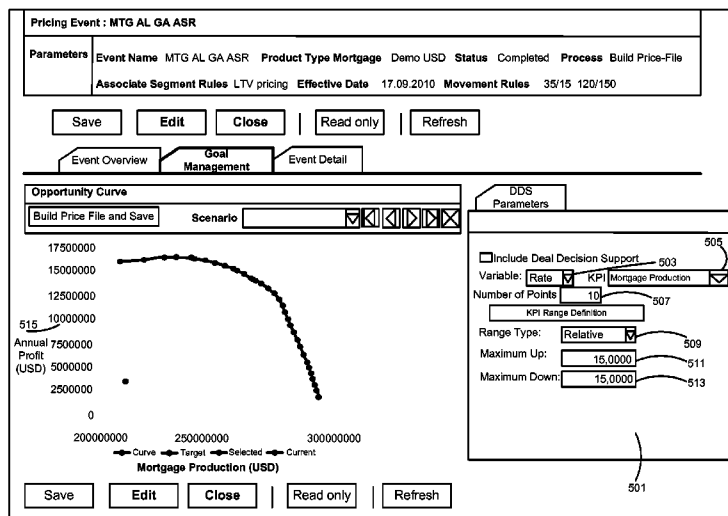 Pricing Event : MTG AL GA ASR
Parameters
Event Name MTG AL GA ASR Product Type Mortgage Demo USD Status Completed Process Build Price-File
Associate Segment Rules LTV pricing Effective Date 17.09.2010 Movement Rules 35/15 120/150
Save Edit Close Read only Refresh
Event Overview Goal Management Event Detail
Opportunity Curve
Build Price File and Save Scenario
17500000
15000000
12500000
515 10000000
Annual Profit (USD)
7500000
5000000
2500000
0
200000000 250000000 300000000
Curve Target Selected Current
Mortgage Production (USD)
DDS Parameters
Include Deal Decision Support
503
505
Variable: Rate KPI Mortgage Production
Number of Points 10 507
KPI Range Definition
Range Type: Relative 509
Maximum Up: 15,0000 511
Maximum Down: 15,0000 513
501
Save Edit Close Read only Refresh